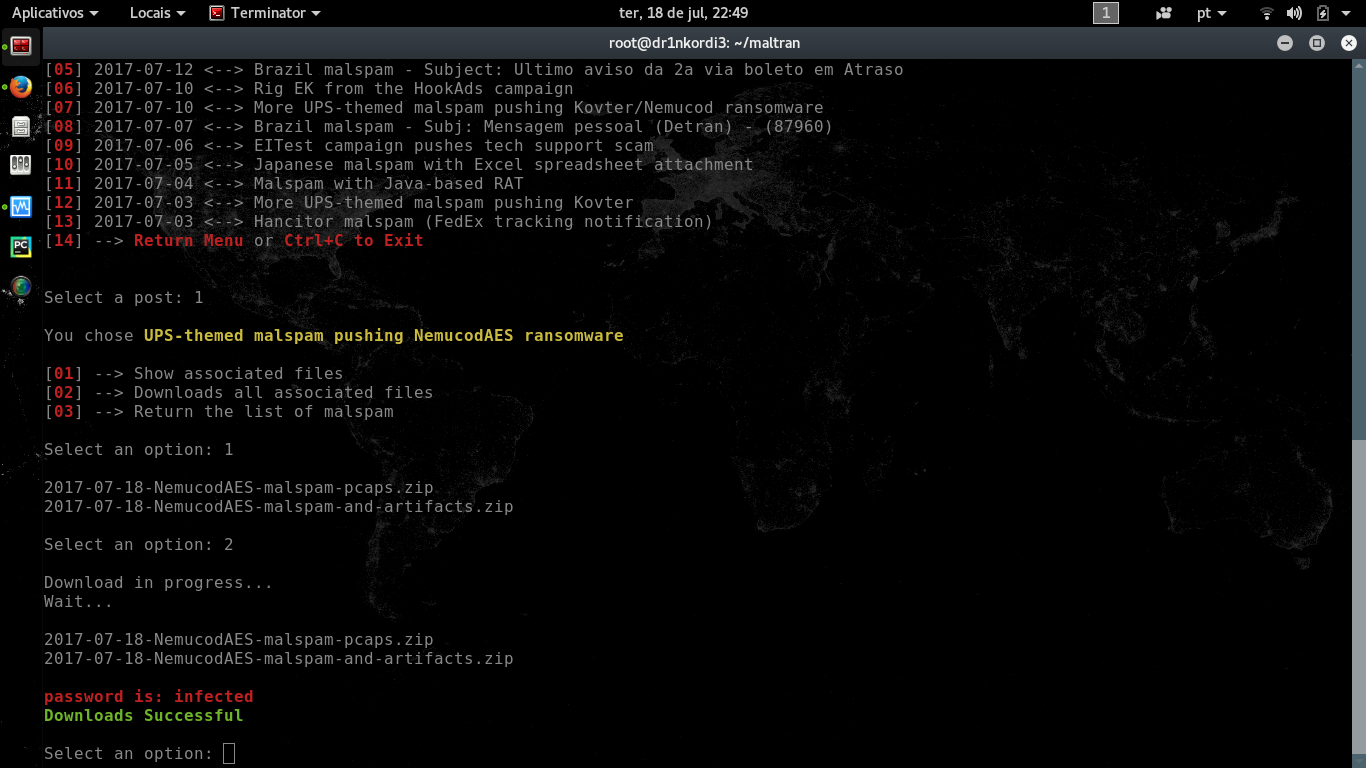 Aplicativos Locais Terminator ter, 18 de jul, 22:49 1 pt
root@dr1nkordi3: ~/maltran
[05] 2017-07-12 <--> Brazil malspam - Subject: Ultimo aviso da 2a via boleto em Atraso
[06] 2017-07-10 <--> Rig EK from the HookAds campaign
[07] 2017-07-10 <--> More UPS-themed malspam pushing Kovter/Nemucod ransomware
[08] 2017-07-07 <--> Brazil malspam - Subj: Mensagem pessoal (Detran) - (87960)
[09] 2017-07-06 <--> EITest campaign pushes tech support scam
[10] 2017-07-05 <--> Japanese malspam with Excel spreadsheet attachment
[11] 2017-07-04 <--> Malspam with Java-based RAT
[12] 2017-07-03 <--> More UPS-themed malspam pushing Kovter
[13] 2017-07-03 <--> Hancitor malspam (FedEx tracking notification)
[14] --> Return Menu or Ctrl+C to Exit
Select a post: 1
You chose UPS-themed malspam pushing NemucodAES ransomware
[01] --> Show associated files
[02] --> Downloads all associated files
[03] --> Return the list of malspam
Select an option: 1
2017-07-18-NemucodAES-malspam-pcaps.zip
2017-07-18-NemucodAES-malspam-and-artifacts.zip
Select an option: 2
Download in progress...
Wait...
2017-07-18-NemucodAES-malspam-pcaps.zip
2017-07-18-NemucodAES-malspam-and-artifacts.zip
password is: infected
Downloads Successful
Select an option:
PC